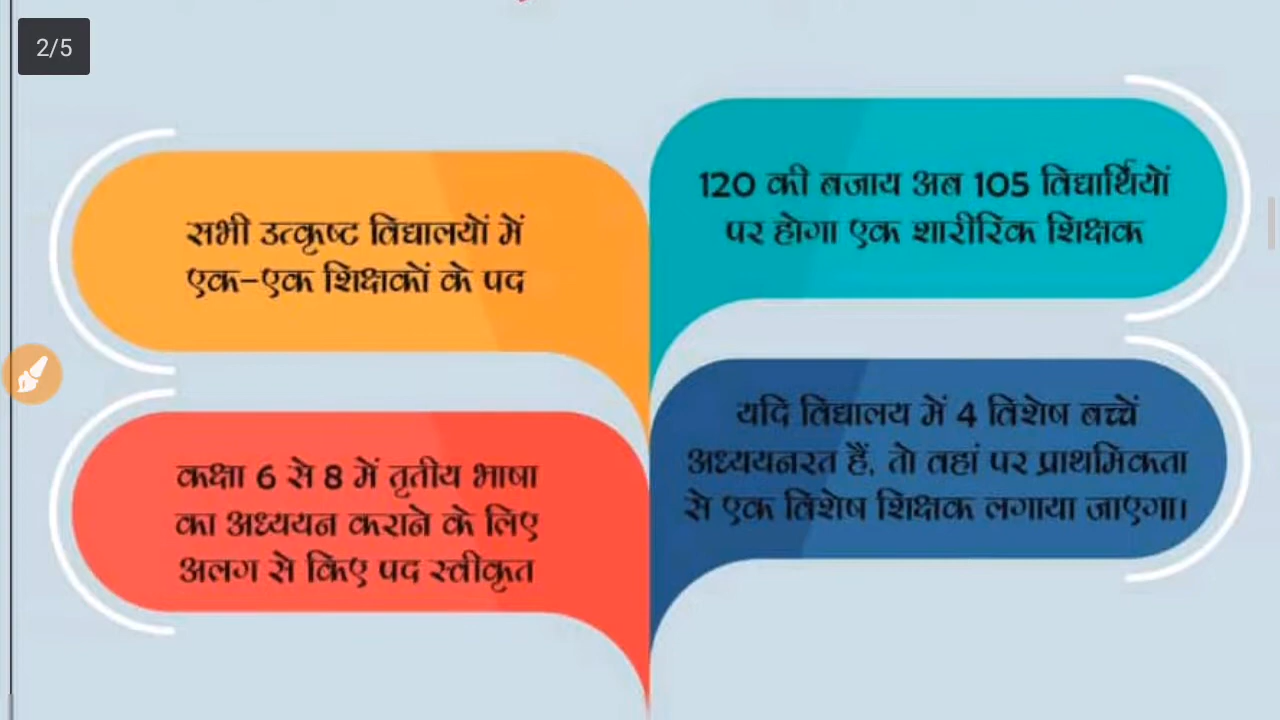 2/5
सभी उत्कृष्ट विद्यालयों में
एक-एक शिक्षकों के पद
120 की बजाय अब 105 विद्यार्थियों
पर होगा एक शारीरिक शिक्षक
कक्षा 6 से 8 में तृतीय भाषा
का अध्ययन कराने के लिए
अलग से किए पद स्वीकृत
यदि विद्यालय में 4 विशेष बच्चें
अध्ययनरत हैं, तो वहां पर प्राथमिकता
से एक विशेष शिक्षक लगाया जाएगा।